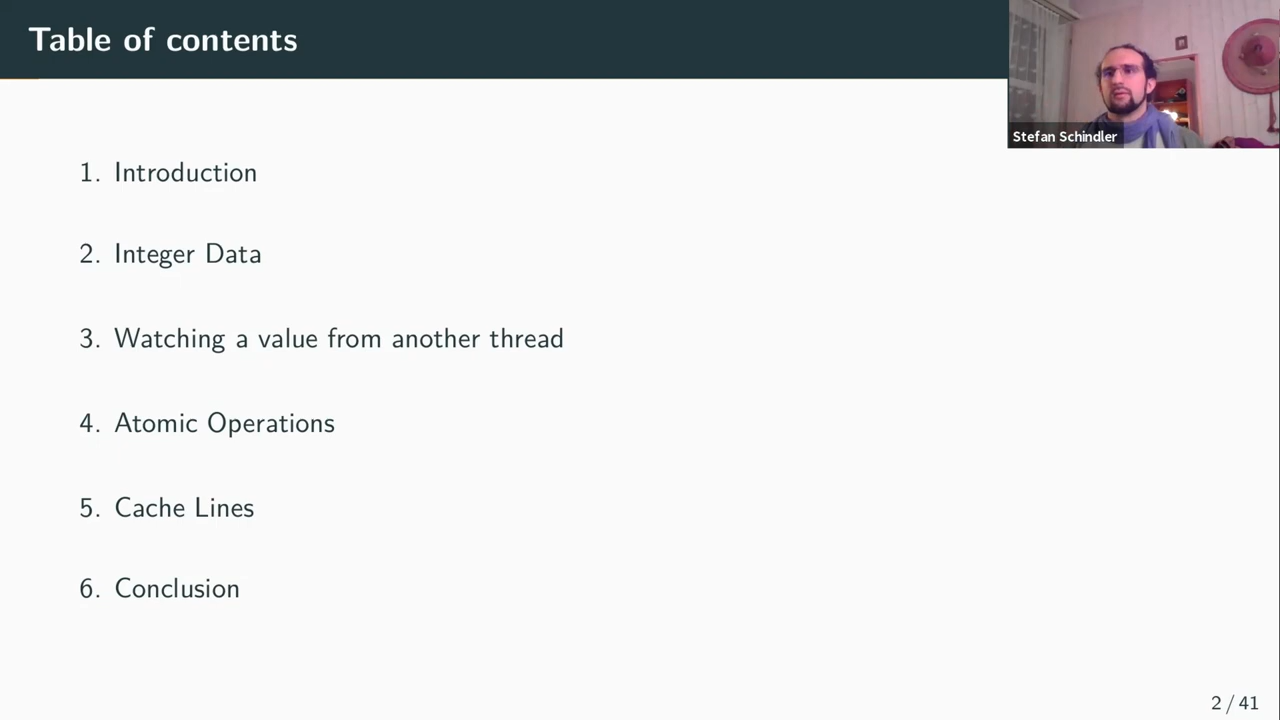 Table of contents
Stefan Schindler
1. Introduction
2. Integer Data
3. Watching a value from another thread
4. Atomic Operations
5. Cache Lines
6. Conclusion
2 / 41